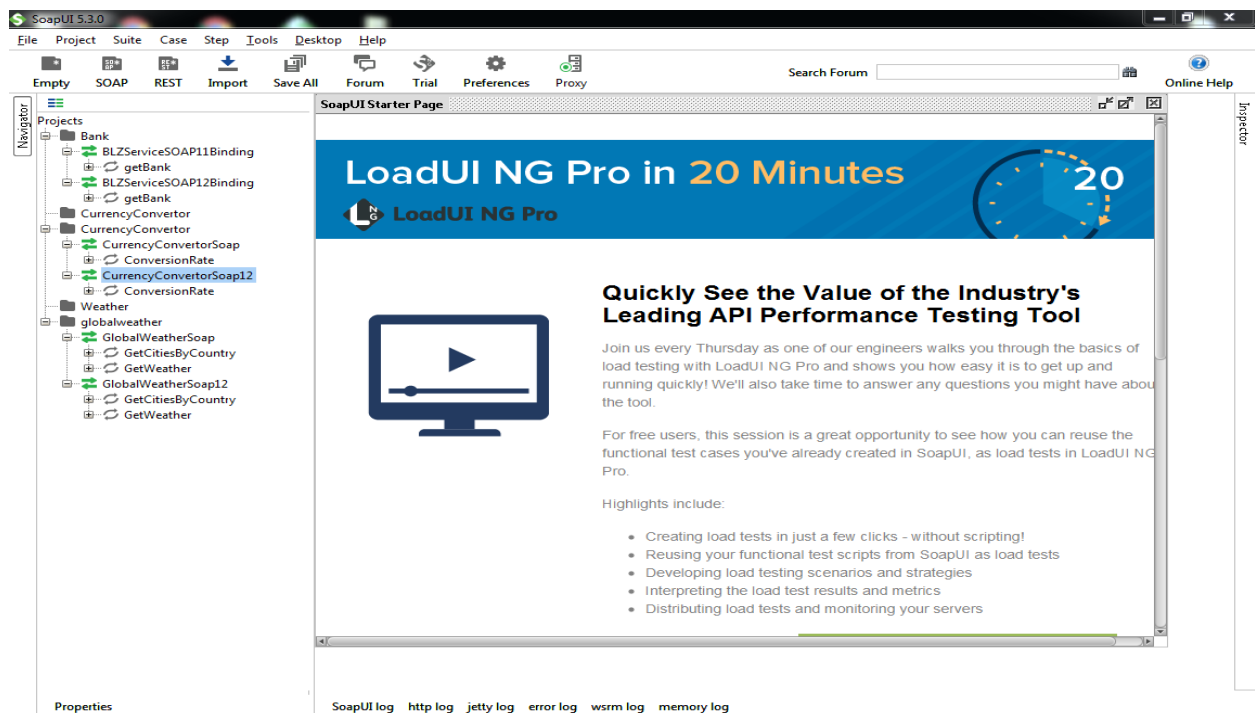 SoapUI 5.3.0
File Project Suite Case Step Tools Desktop Help
Empty SOAP REST Import Save All Forum Trial Preferences Proxy
Search Forum
Online Help
Navigator
Projects
Bank
BLZServiceSOAP11Binding
getBank
BLZServiceSOAP12Binding
getBank
CurrencyConvertor
CurrencyConvertor
CurrencyConvertorSoap
ConversionRate
CurrencyConvertorSoap12
ConversionRate
Weather
globalweather
GlobalWeatherSoap
GetCitiesByCountry
GetWeather
GlobalWeatherSoap12
GetCitiesByCountry
GetWeather
Properties
SoapUI Starter Page
LoadUI NG Pro in 20 Minutes
20
NG LoadUI NG Pro
Quickly See the Value of the Industry's
Leading API Performance Testing Tool
Join us every Thursday as one of our engineers walks you through the basics of
load testing with LoadUI NG Pro and shows you how easy it is to get up and
running quickly! We'll also take time to answer any questions you might have abou
the tool.
For free users, this session is a great opportunity to see how you can reuse the
functional test cases you've already created in SoapUI, as load tests in LoadUI NG
Pro.
Highlights include:
• Creating load tests in just a few clicks - without scripting!
• Reusing your functional test scripts from SoapUI as load tests
• Developing load testing scenarios and strategies
• Interpreting the load test results and metrics
• Distributing load tests and monitoring your servers
Inspector
SoapUI log http log jetty log error log wsrm log memory log